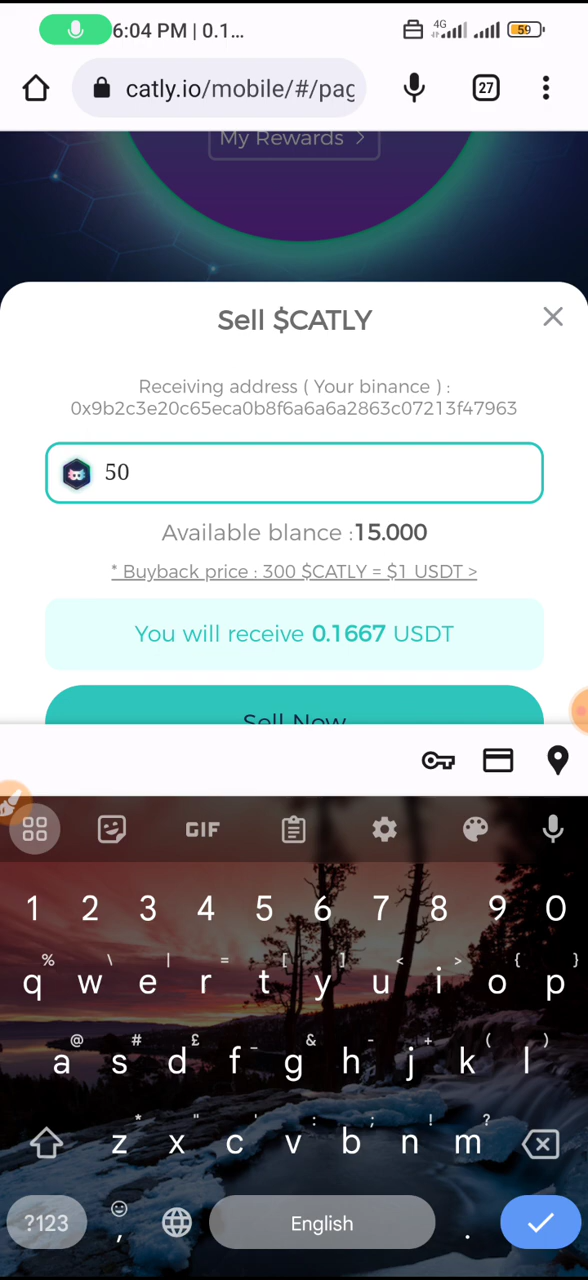 6:04 PM | 0.1...
4G
59
catly.io/mobile/#/pag
27
My Rewards >
Sell $CATLY
Receiving address ( Your binance ) :
0x9b2c3e20c65eca0b8f6a6a6a2863c07213f47963
50
Available blance :15.000
* Buyback price : 300 $CATLY = $1 USDT >
You will receive 0.1667 USDT
Sell Now
GIF
1 2 3 4 5 6 7 8 9 0
% \ | = [ ] < > { }
q w e r t y u i o p
@ # £ _ & - + ( )
a s d f g h j k l
* " ' : ; ! ?
z x c v b n m
?123 , English .